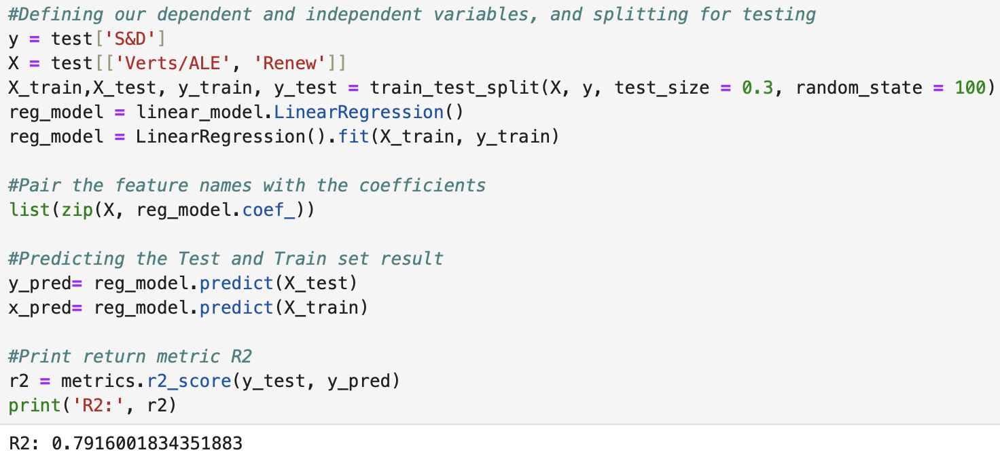 #Defining our dependent and independent variables, and splitting for testing
y = test['S&D']
X = test[['Verts/ALE', 'Renew']]
X_train,X_test, y_train, y_test = train_test_split(X, y, test_size = 0.3, random_state = 100)
reg_model = linear_model.LinearRegression()
reg_model = LinearRegression().fit(X_train, y_train)
#Pair the feature names with the coefficients
list(zip(X, reg_model.coef_))
#Predicting the Test and Train set result
y_pred= reg_model.predict(X_test)
x_pred= reg_model.predict(X_train)
#Print return metric R2
r2 = metrics.r2_score(y_test, y_pred)
print('R2:', r2)
R2: 0.7916001834351883